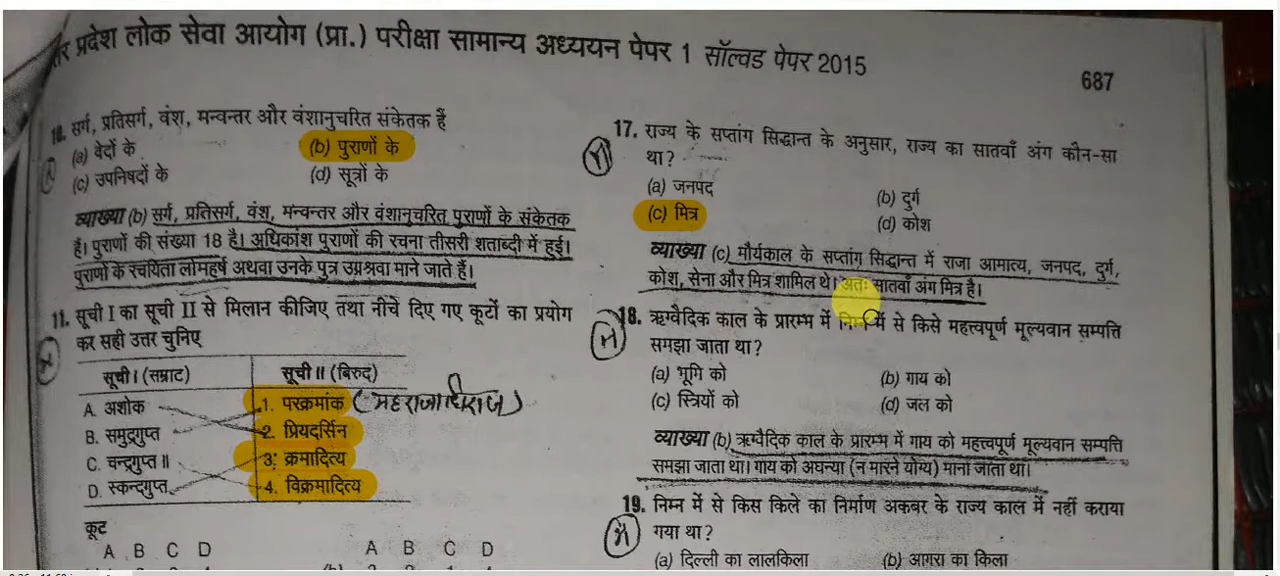 प्रदेश लोक सेवा आयोग (प्रा.) परीक्षा सामान्य अध्ययन पेपर 1 सॉल्वड पेपर 2015
687
सर्ग, प्रतिसर्ग, वंश, मन्वन्तर और वंशानुचरित संकेतक हैं
(a) वेदों के (b) पुराणों के
(c) उपनिषदों के (d) सूत्रों के
व्याख्या (b) सर्ग, प्रतिसर्ग, वंश, मन्वन्तर और वंशानुचरित पुराणों के संकेतक
हैं। पुराणों की संख्या 18 है। अधिकांश पुराणों की रचना तीसरी शताब्दी में हुई।
पुराणों के रचयिता लोमहर्ष अथवा उनके पुत्र उग्रश्रवा माने जाते हैं।
11. सूची I का सूची II से मिलान कीजिए तथा नीचे दिए गए कूटों का प्रयोग
कर सही उत्तर चुनिए
सूची। (सम्राट) सूची॥ (बिरुद)
A. अशोक 1. परक्रमांक (महराजाधिराज)
B. समुद्रगुप्त 2. प्रियदर्सिन
C. चन्द्रगुप्त॥ 3. क्रमादित्य
D. स्कन्दगुप्त 4. विक्रमादित्य
कूट
A B C D A B C D
17. राज्य के सप्तांग सिद्धान्त के अनुसार, राज्य का सातवाँ अंग कौन-सा
था?
(a) जनपद (b) दुर्ग
(c) मित्र (d) कोश
व्याख्या (c) मौर्यकाल के सप्तांग सिद्धान्त में राजा आमात्य, जनपद, दुर्ग,
कोश, सेना और मित्र शामिल थे। अतः सातवाँ अंग मित्र है।
18. ऋग्वैदिक काल के प्रारम्भ में निम्न में से किसे महत्त्वपूर्ण मूल्यवान सम्पत्ति
समझा जाता था?
(a) भूमि को (b) गाय को
(c) स्त्रियों को (d) जल को
व्याख्या (b) ऋग्वैदिक काल के प्रारम्भ में गाय को महत्त्वपूर्ण मूल्यवान सम्पत्ति
समझा जाता था। गाय को अघन्या (न मारने योग्य) माना जाता था।
19. निम्न में से किस किले का निर्माण अकबर के राज्य काल में नहीं कराया
गया था?
(a) दिल्ली का लालकिला (b) आगरा का किला